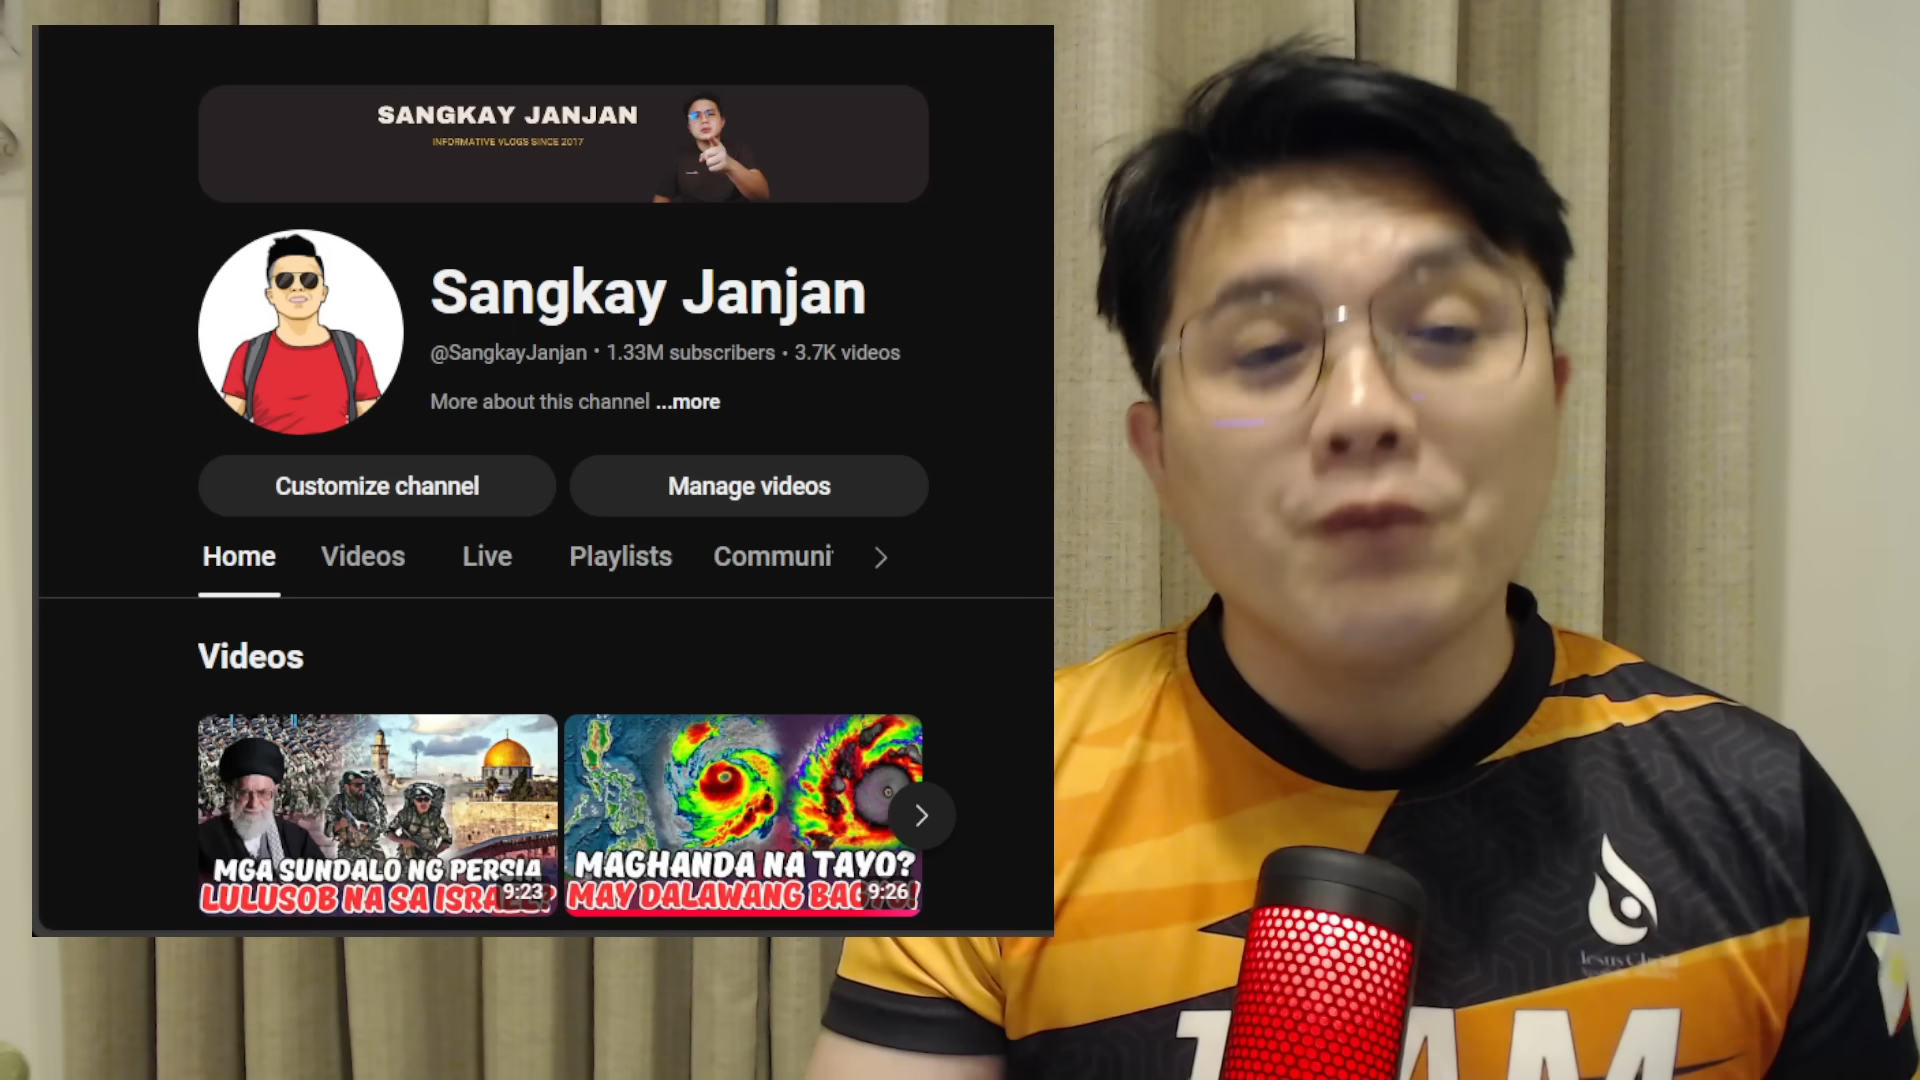 SANGKAY JANJAN
INFORMATIVE VLOGS SINCE 2017
Sangkay Janjan
@SangkayJanjan • 1.33M subscribers • 3.7K videos
More about this channel ...more
Customize channel
Manage videos
Home
Videos
Live
Playlists
Communi
Videos
MGA SUNDALO NG PERSIA
LULUSOB NA SA
9:23
MAGHANDA NA TAYO?
MAY DALAWANG
9:26
Jesus